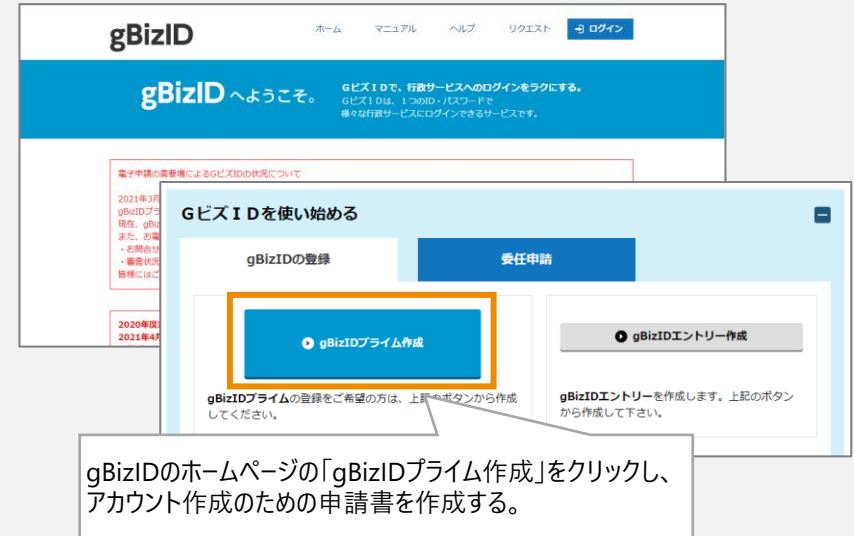 gBizID
ホーム マニュアル ヘルプ リクエスト ログイン
gBizID へようこそ。
GビズIDで、行政サービスへのログインをラクにする。
GビズIDは、1つのID・パスワードで
様々な行政サービスにログインできるサービスです。
電子申請の需要増によるGビズIDの状況について
2021年3月
gBizIDプラ
現在、gBi
また、お電
・お問合せ
・審査状況
皆様にはご
2020年度
2021年4月
GビズIDを使い始める
gBizIDの登録 委任申請
gBizIDプライム作成
gBizIDエントリー作成
gBizIDプライムの登録をご希望の方は、上記のボタンから作成
してください。
gBizIDエントリーを作成します。上記のボタン
から作成して下さい。
gBizIDのホームページの「gBizIDプライム作成」をクリックし、
アカウント作成のための申請書を作成する。